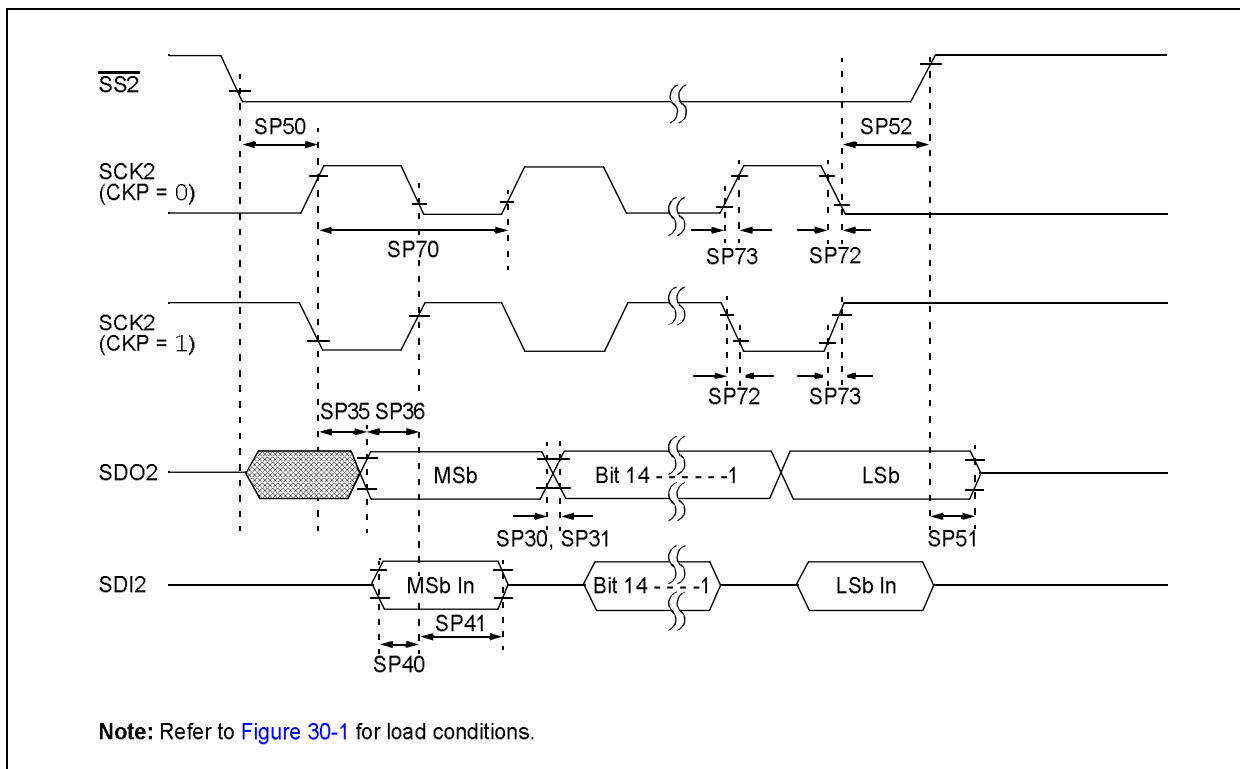 SS2
SP50
SP52
SCK2
(CKP = 0)
SP70
SP73
SP72
SCK2
(CKP = 1)
SP72
SP73
SP35 SP36
SDO2
MSb
Bit 14 - - - - - -1
LSb
SP30, SP31
SP51
SDI2
MSb In
Bit 14 - - - -1
LSb In
SP41
SP40
Note: Refer to Figure 30-1 for load conditions.